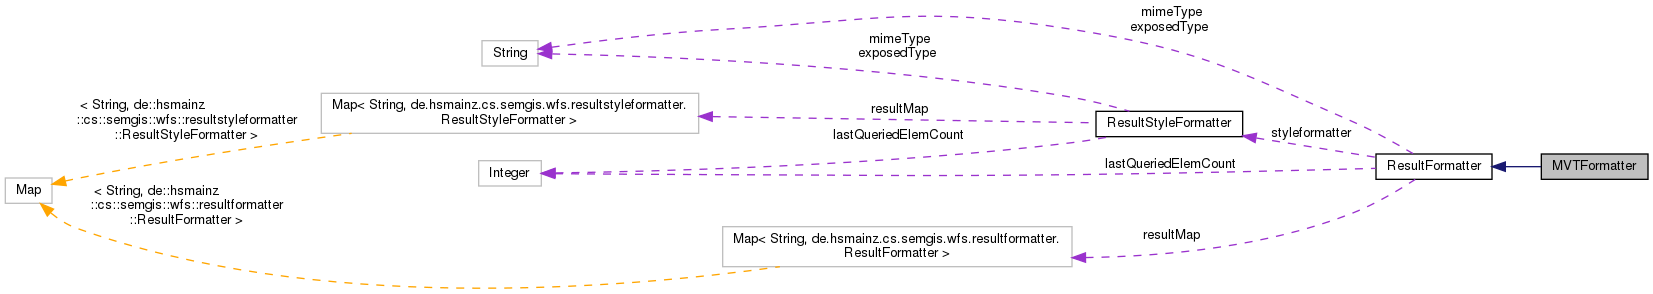 mimeType
exposedType
String
mimeType
exposedType
< String, de::hsmainz
::cs::semgis::wfs::resultstyleformatter
::ResultStyleFormatter >
Map< String, de.hsmainz.cs.semgis.wfs.resultstyleformatter.
ResultStyleFormatter >
resultMap
ResultStyleFormatter
lastQueriedElemCount
styleformatter
Integer
lastQueriedElemCount
ResultFormatter
MVTFormatter
Map
< String, de::hsmainz
::cs::semgis::wfs::resultformatter
::ResultFormatter >
Map< String, de.hsmainz.cs.semgis.wfs.resultformatter.
ResultFormatter >
resultMap